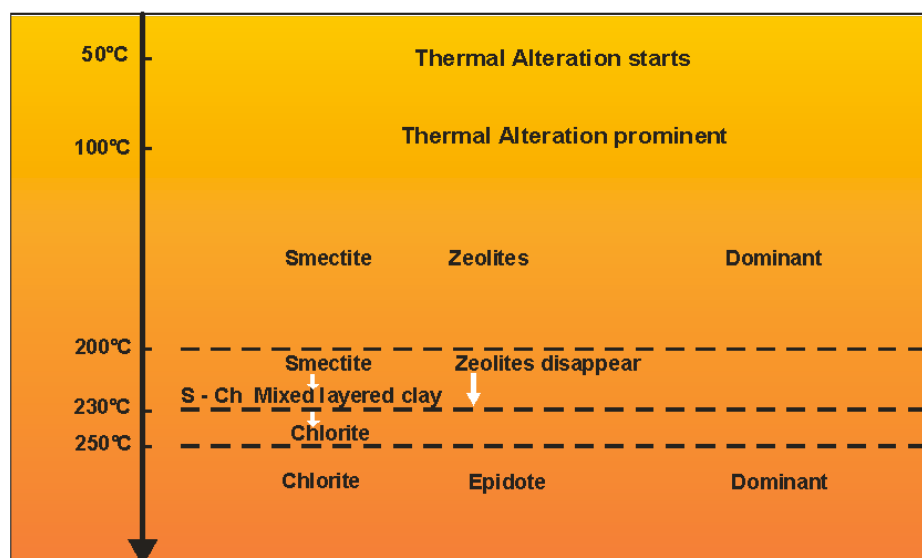 50°C Thermal Alteration starts
100°C Thermal Alteration prominent
Smectite Zeolites Dominant
200°C
Smectite Zeolites disappear
S - Ch Mixed layered clay
230°C
Chlorite
250°C
Chlorite Epidote Dominant